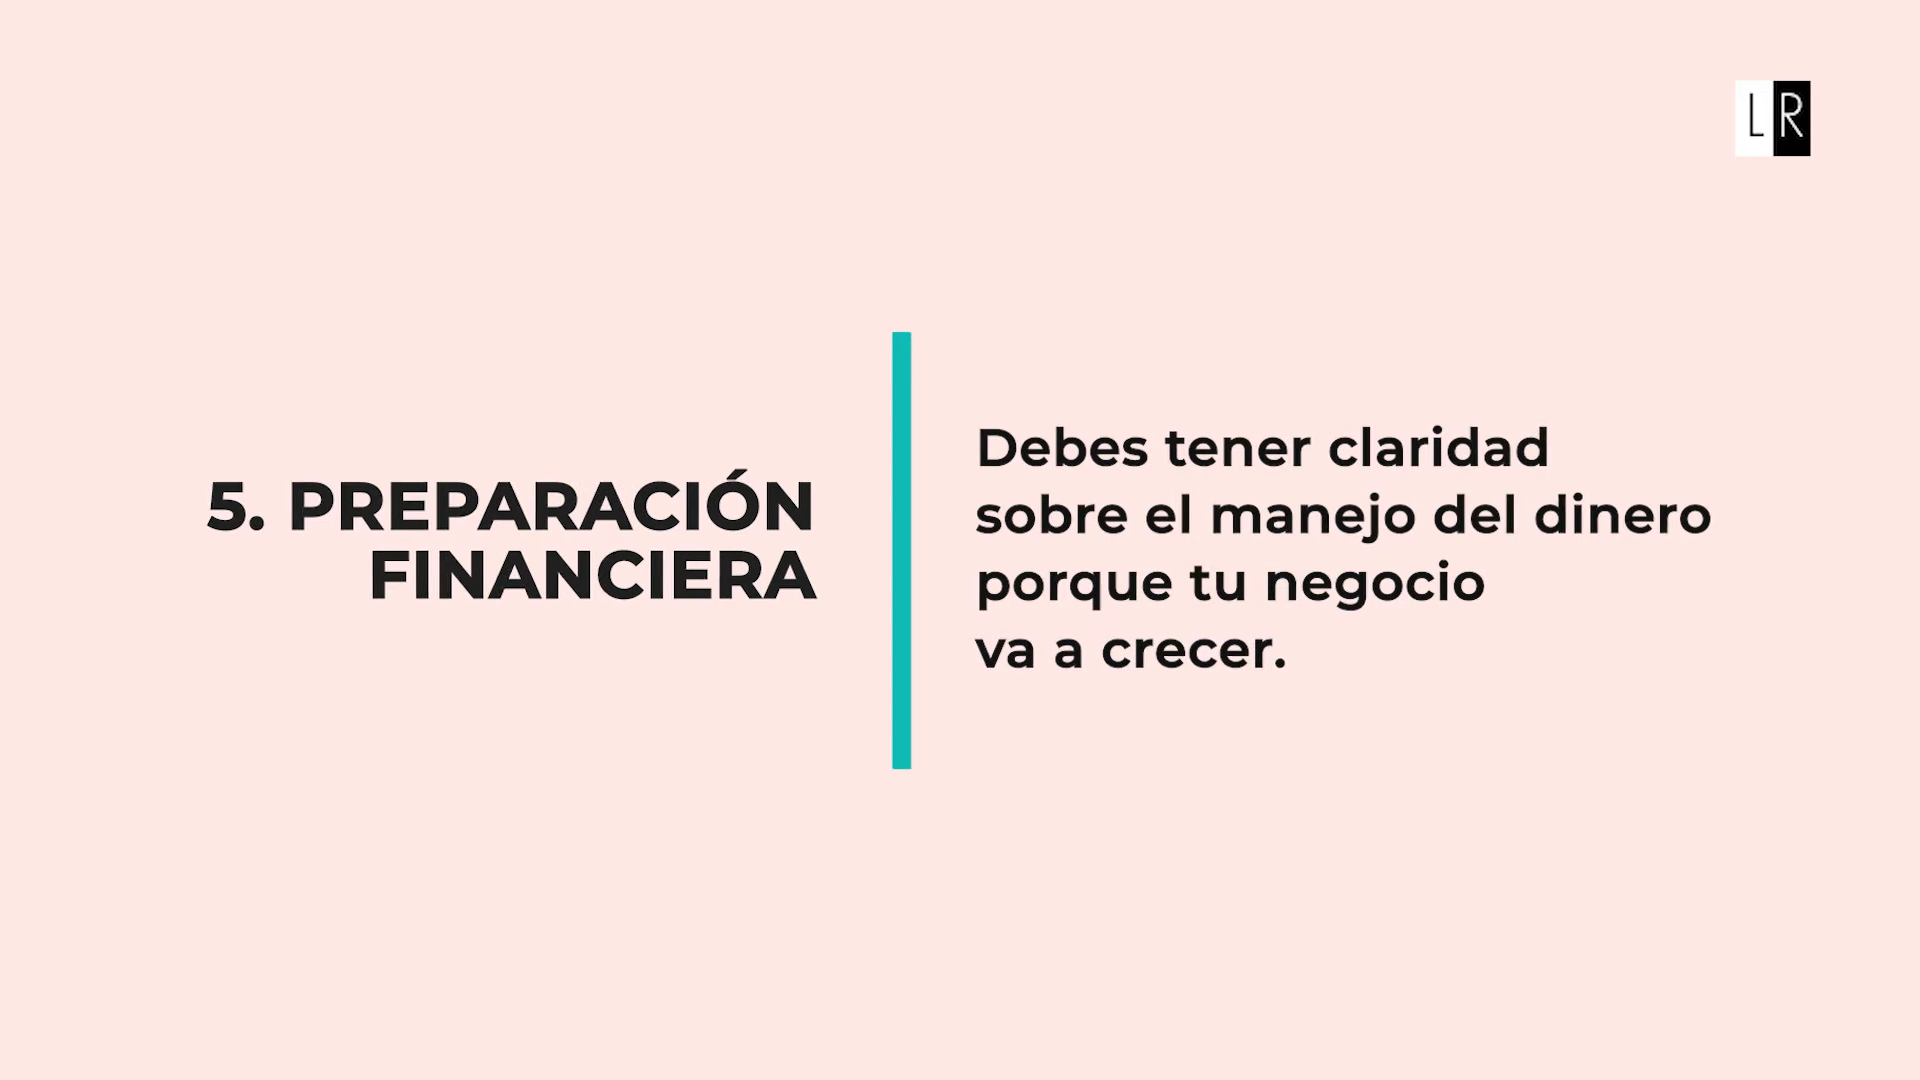 LR
5. PREPARACIÓN
FINANCIERA
Debes tener claridad
sobre el manejo del dinero
porque tu negocio
va a crecer.